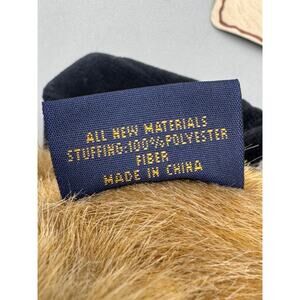 ALL NEW MATERIALS
STUFFING:100%POLYESTER
FIBER
MADE IN CHINA